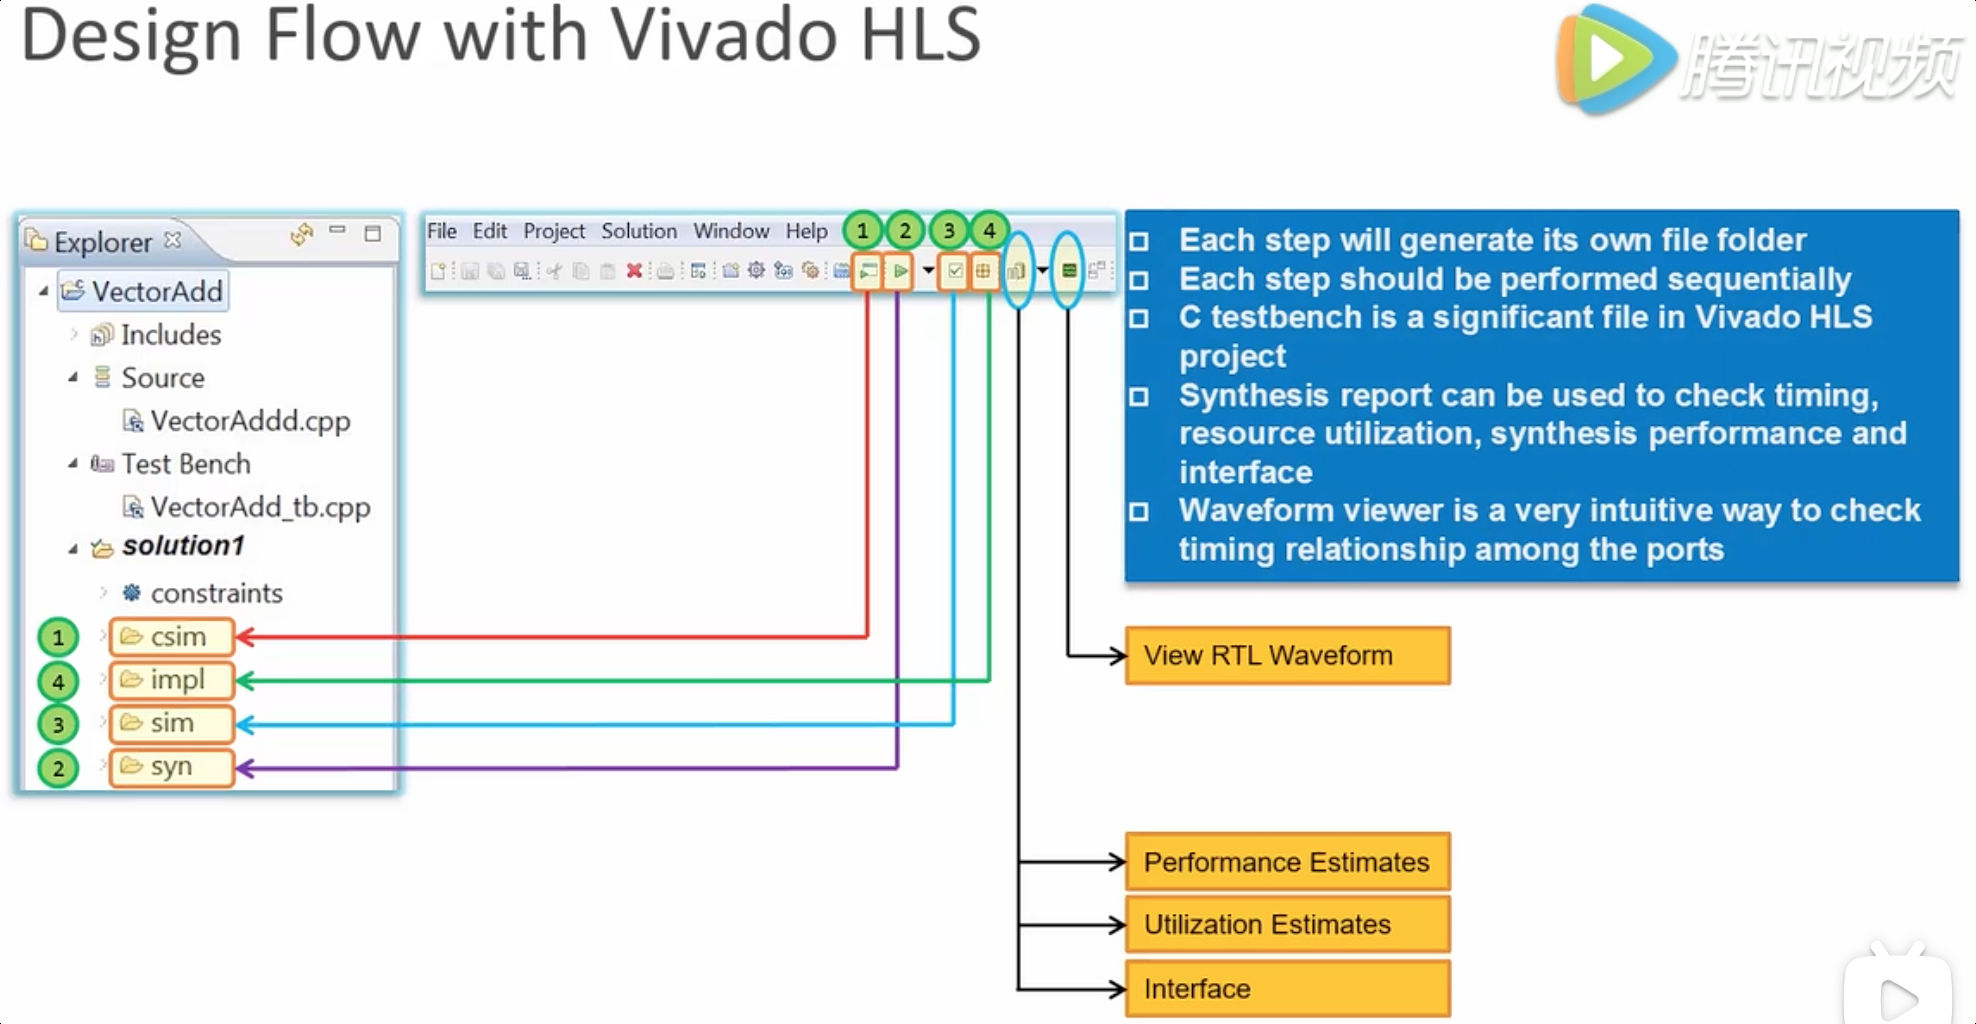 Design Flow with Vivado HLS
腾讯视频
Explorer
VectorAdd
Includes
Source
VectorAddd.cpp
Test Bench
VectorAdd_tb.cpp
solution1
constraints
1 csim
4 impl
3 sim
2 syn
File Edit Project Solution Window Help 1 2 3 4
Each step will generate its own file folder
Each step should be performed sequentially
C testbench is a significant file in Vivado HLS
project
Synthesis report can be used to check timing,
resource utilization, synthesis performance and
interface
Waveform viewer is a very intuitive way to check
timing relationship among the ports
View RTL Waveform
Performance Estimates
Utilization Estimates
Interface